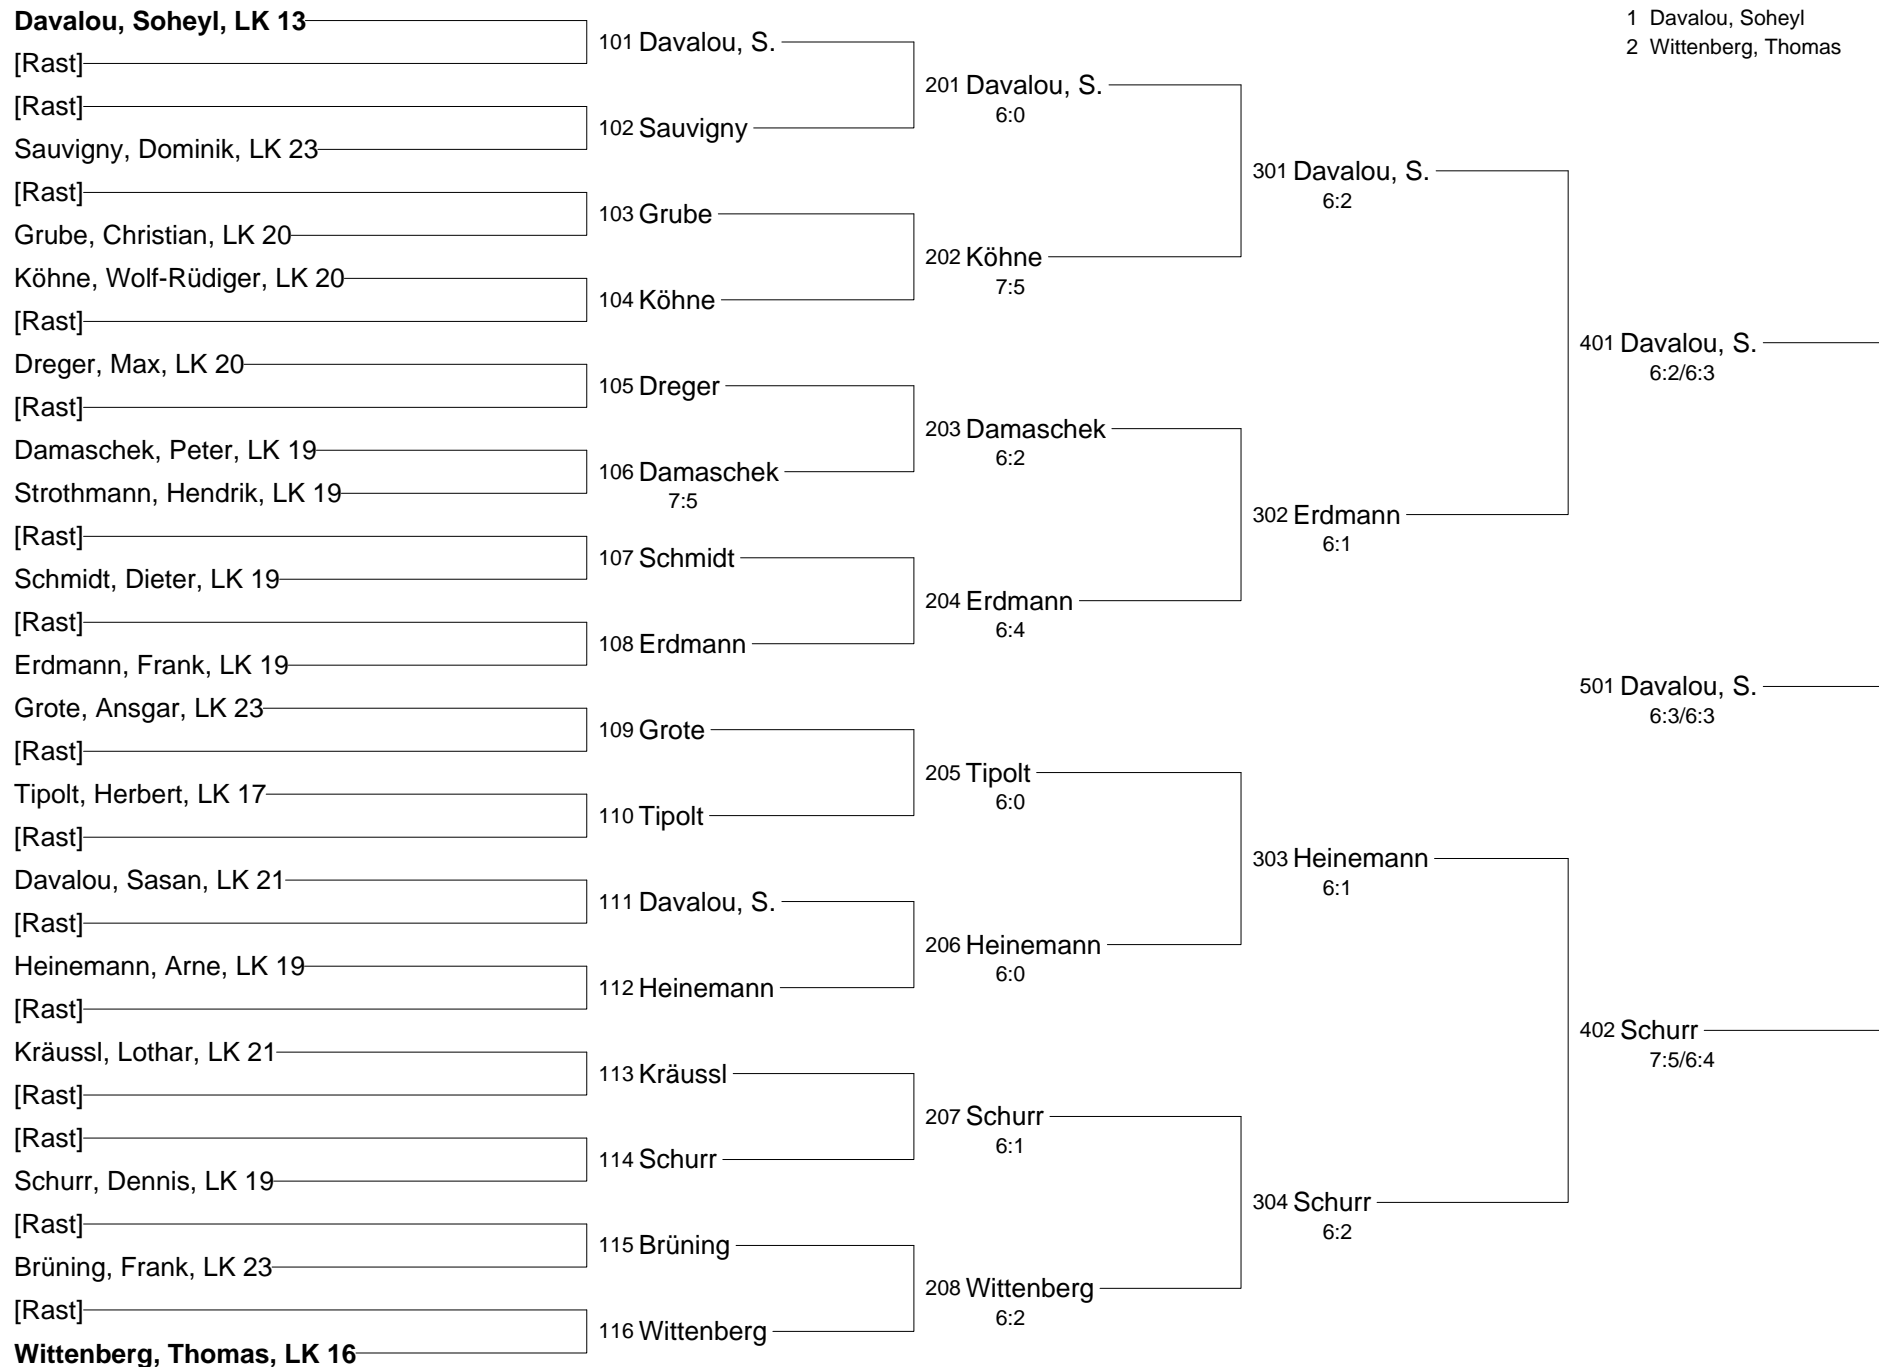 Davalou, Soheyl, LK 13
[Rast]
[Rast]
Sauvigny, Dominik, LK 23
[Rast]
Grube, Christian, LK 20
Köhne, Wolf-Rüdiger, LK 20
[Rast]
Dreger, Max, LK 20
[Rast]
Damaschek, Peter, LK 19
Strothmann, Hendrik, LK 19
[Rast]
Schmidt, Dieter, LK 19
[Rast]
Erdmann, Frank, LK 19
Grote, Ansgar, LK 23
[Rast]
Tipolt, Herbert, LK 17
[Rast]
Davalou, Sasan, LK 21
[Rast]
Heinemann, Arne, LK 19
[Rast]
Kräussl, Lothar, LK 21
[Rast]
[Rast]
Schurr, Dennis, LK 19
[Rast]
Brüning, Frank, LK 23
[Rast]
Wittenberg, Thomas, LK 16
101 Davalou, S.
102 Sauvigny
103 Grube
104 Köhne
105 Dreger
106 Damaschek
7:5
107 Schmidt
108 Erdmann
109 Grote
110 Tipolt
111 Davalou, S.
112 Heinemann
113 Kräussl
114 Schurr
115 Brüning
116 Wittenberg
201 Davalou, S.
6:0
202 Köhne
7:5
203 Damaschek
6:2
204 Erdmann
6:4
205 Tipolt
6:0
206 Heinemann
6:0
207 Schurr
6:1
208 Wittenberg
6:2
301 Davalou, S.
6:2
302 Erdmann
6:1
303 Heinemann
6:1
304 Schurr
6:2
1 Davalou, Soheyl
2 Wittenberg, Thomas
401 Davalou, S.
6:2/6:3
501 Davalou, S.
6:3/6:3
402 Schurr
7:5/6:4